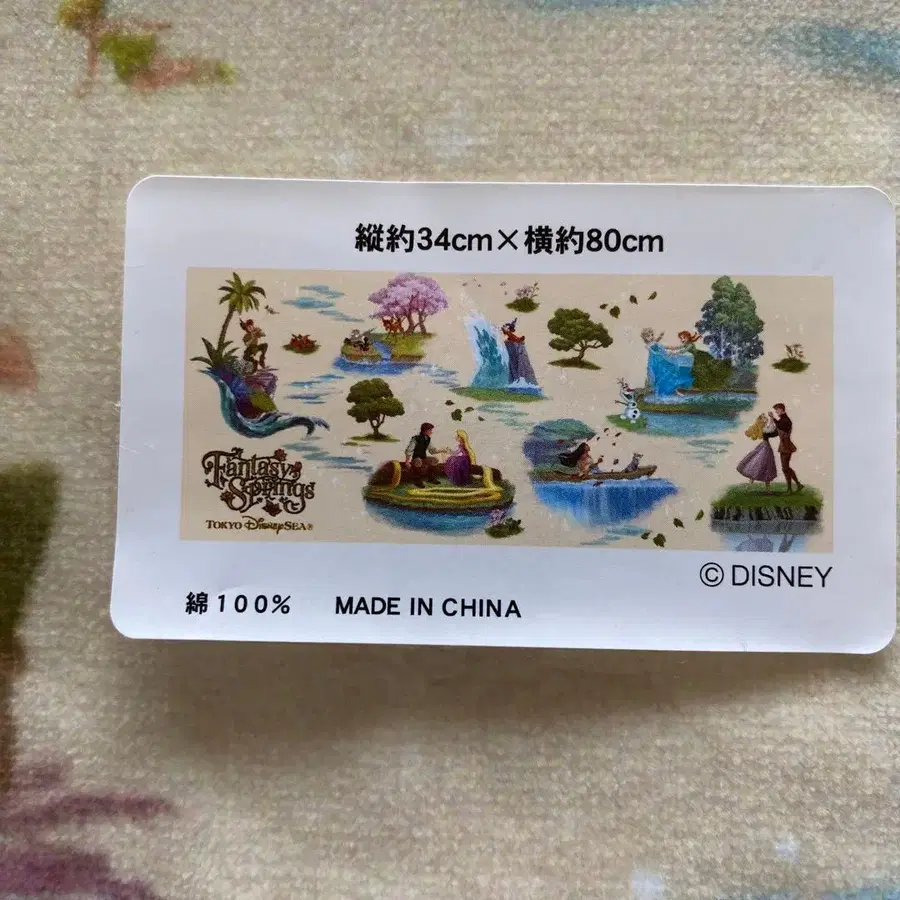 縦約34cm×横約80cm
Fantasy
Springs
TOKYO DISNEYSEA®
© DISNEY
綿100% MADE IN CHINA